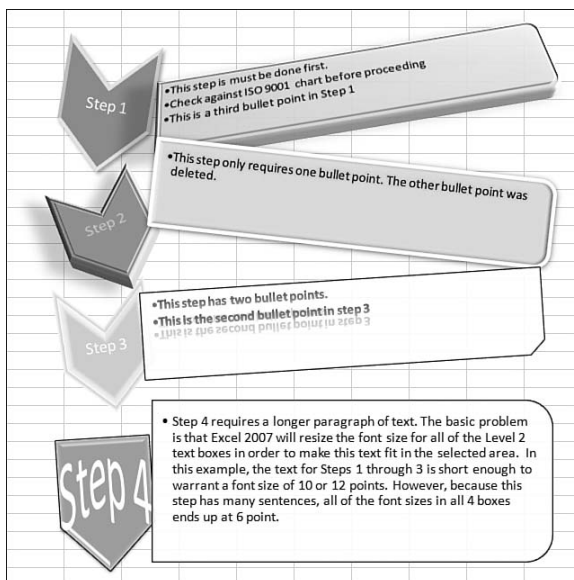 Step 1
•This step is must be done first.
•Check against ISO 9001 chart before proceeding
•This is a third bullet point in Step 1
Step 2
•This step only requires one bullet point. The other bullet point was
deleted.
Step 3
•This step has two bullet points.
•This is the second bullet point in step 3
Step 4
• Step 4 requires a longer paragraph of text. The basic problem
is that Excel 2007 will resize the font size for all of the Level 2
text boxes in order to make this text fit in the selected area. In
this example, the text for Steps 1 through 3 is short enough to
warrant a font size of 10 or 12 points. However, because this
step has many sentences, all of the font sizes in all 4 boxes
ends up at 6 point.